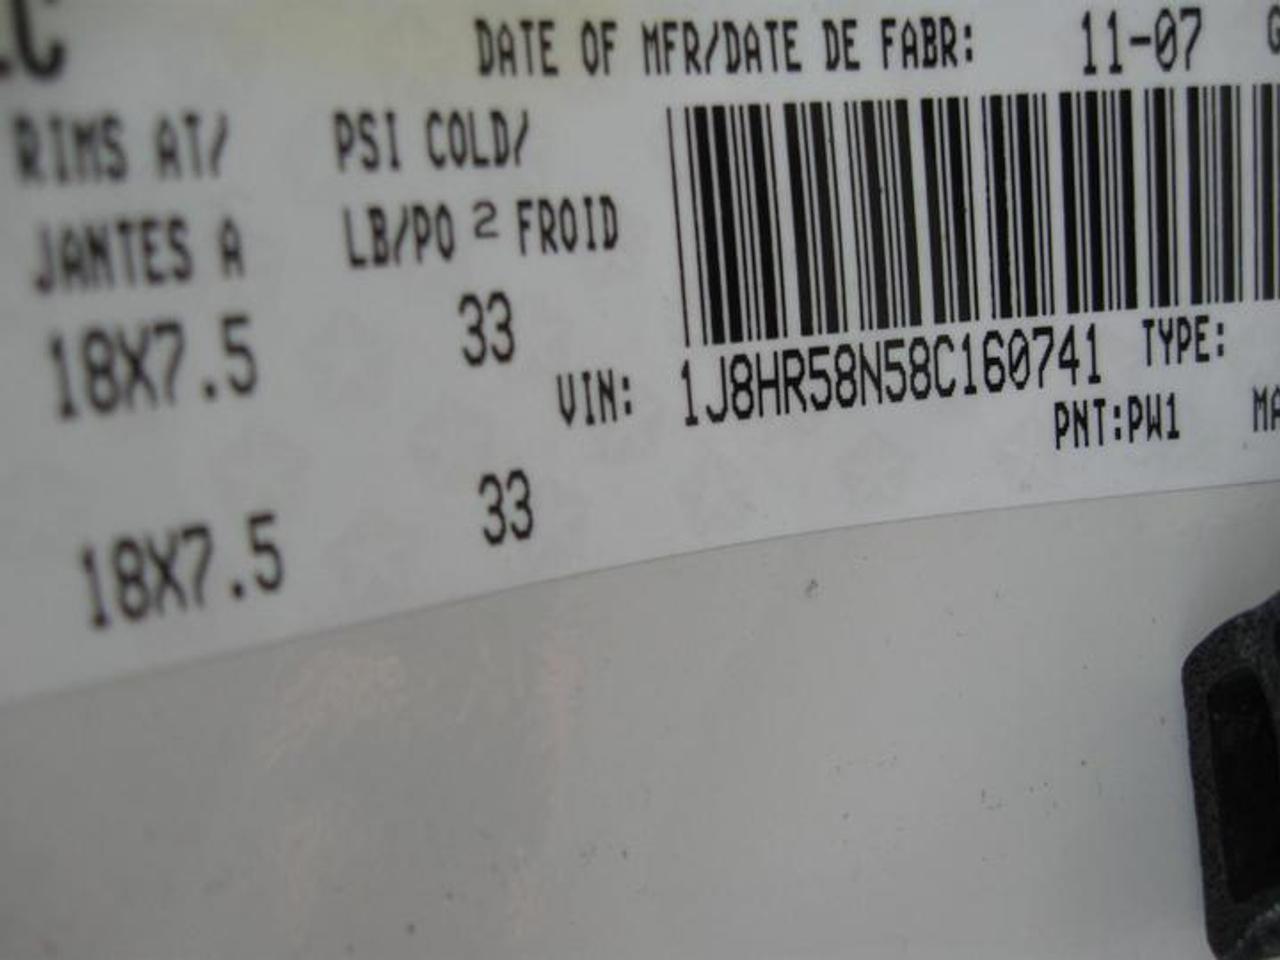 DATE OF MFR/DATE DE FABR: 11-07
RIMS AT/ PSI COLD/
JANTES A LB/PO 2 FROID
18X7.5 33
VIN: 1J8HR58N58C160741 TYPE:
PNT:PW1
18X7.5 33